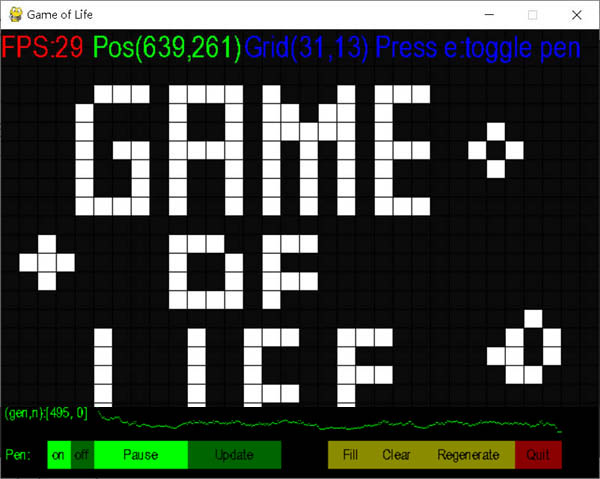 Game of Life
FPS:29 Pos(639,261) Grid(31,13) Press e:toggle pen
GAME
OF
(gen,n):[495, 0]
Pen: on off Pause Update Fill Clear Regenerate Quit